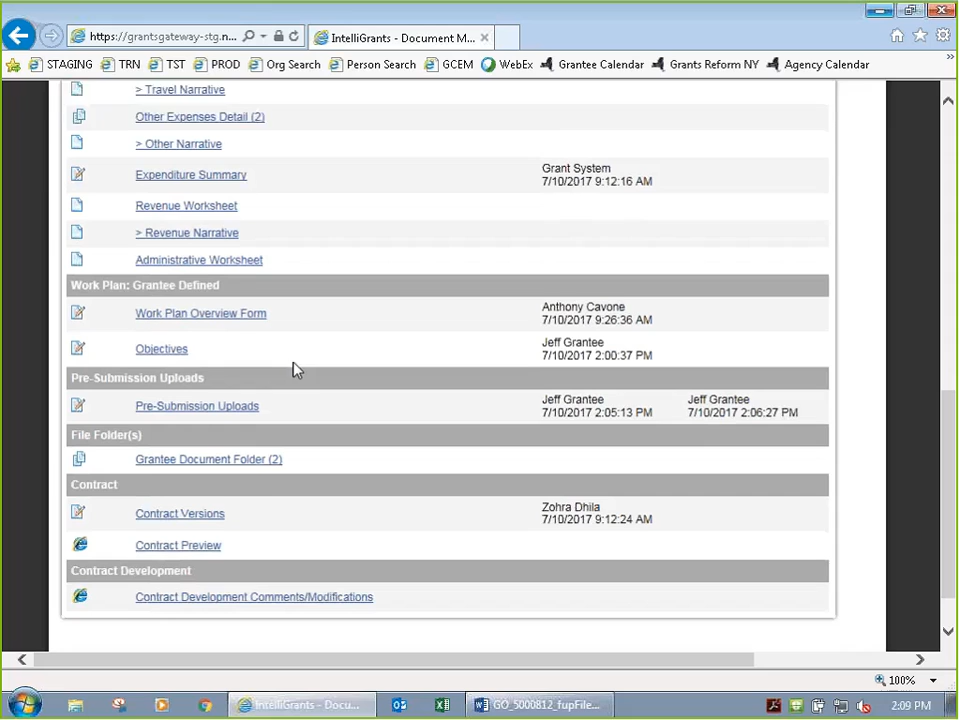 https://grantsgateway-stg.n...
IntelliGrants - Document M...
STAGING TRN TST PROD Org Search Person Search GCEM WebEx Grantee Calendar Grants Reform NY Agency Calendar »
> Travel Narrative
Other Expenses Detail (2)
> Other Narrative
Expenditure Summary
Grant System
7/10/2017 9:12:16 AM
Revenue Worksheet
> Revenue Narrative
Administrative Worksheet
Work Plan: Grantee Defined
Work Plan Overview Form
Anthony Cavone
7/10/2017 9:26:36 AM
Objectives
Jeff Grantee
7/10/2017 2:00:37 PM
Pre-Submission Uploads
Pre-Submission Uploads
Jeff Grantee
7/10/2017 2:05:13 PM
Jeff Grantee
7/10/2017 2:06:27 PM
File Folder(s)
Grantee Document Folder (2)
Contract
Contract Versions
Zohra Dhila
7/10/2017 9:12:24 AM
Contract Preview
Contract Development
Contract Development Comments/Modifications
100%
IntelliGrants - Docu...
GO_5000812_fupFile...
2:09 PM